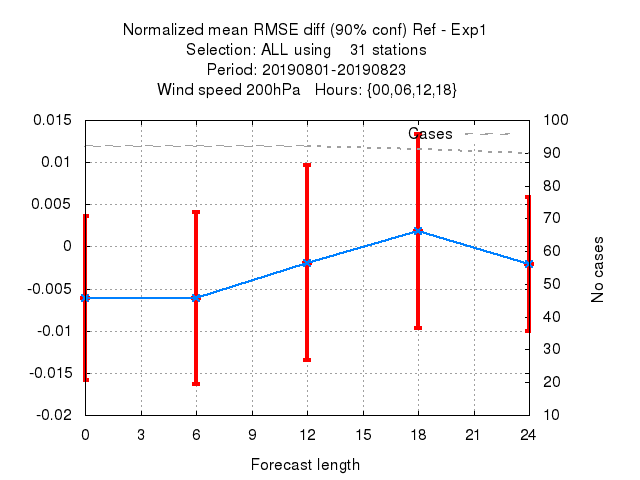 Normalized mean RMSE diff (90% conf) Ref - Exp1
Selection: ALL using 31 stations
Period: 20190801-20190823
Wind speed 200hPa Hours: {00,06,12,18}
Cases
0.015
0.01
0.005
0
-0.005
-0.01
-0.015
-0.02
100
90
80
70
60
50
40
30
20
10
No cases
0 3 6 9 12 15 18 21 24
Forecast length